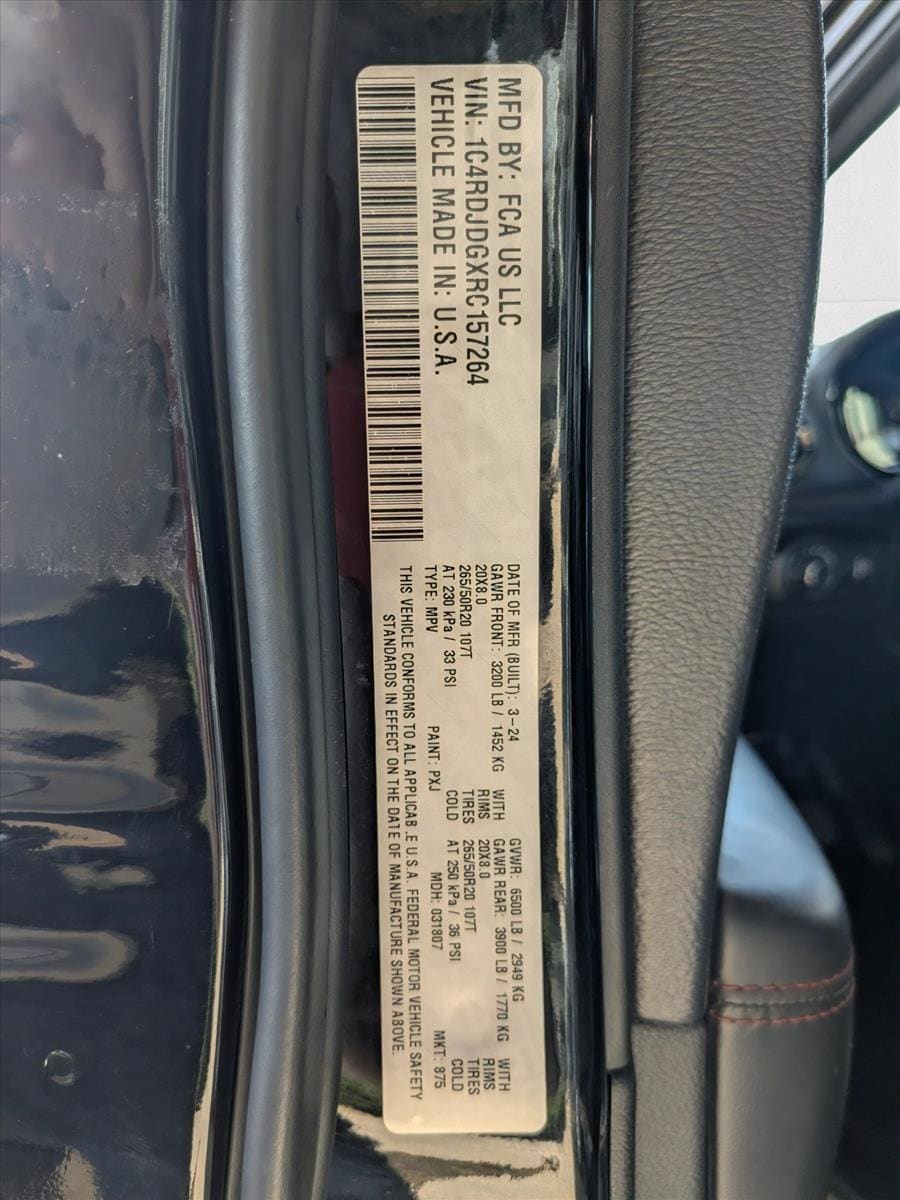 MFD BY: FCA US LLC
VIN: 1C4RDJDGXRC157264
VEHICLE MADE IN: U.S.A.
DATE OF MFR (BUILT): 3-24 GVWR: 6500 LB / 2949 KG
GAWR FRONT: 3200 LB / 1452 KG WITH GAWR REAR: 3900 LB / 1770 KG WITH
20X8.0 RIMS 20X8.0 RIMS
265/50R20 107T TIRES 265/50R20 107T TIRES
AT 230 kPa / 33 PSI COLD AT 250 kPa / 36 PSI COLD
TYPE: MPV PAINT: PXJ MDH: 031807 MKT: 875
THIS VEHICLE CONFORMS TO ALL APPLICAB .E U.S.A. FEDERAL MOTOR VEHICLE SAFETY
STANDARDS IN EFFECT ON THE DATE OF MANUFACTURE SHOWN ABOVE.